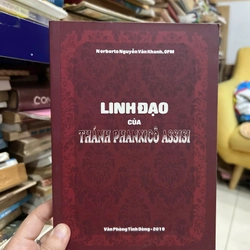 Norberto Nguyễn Văn Khanh, OFM
LINH ĐẠO
CỦA
THÁNH PHANXICÔ ASSISI
Văn Phòng Tỉnh Dòng - 2019